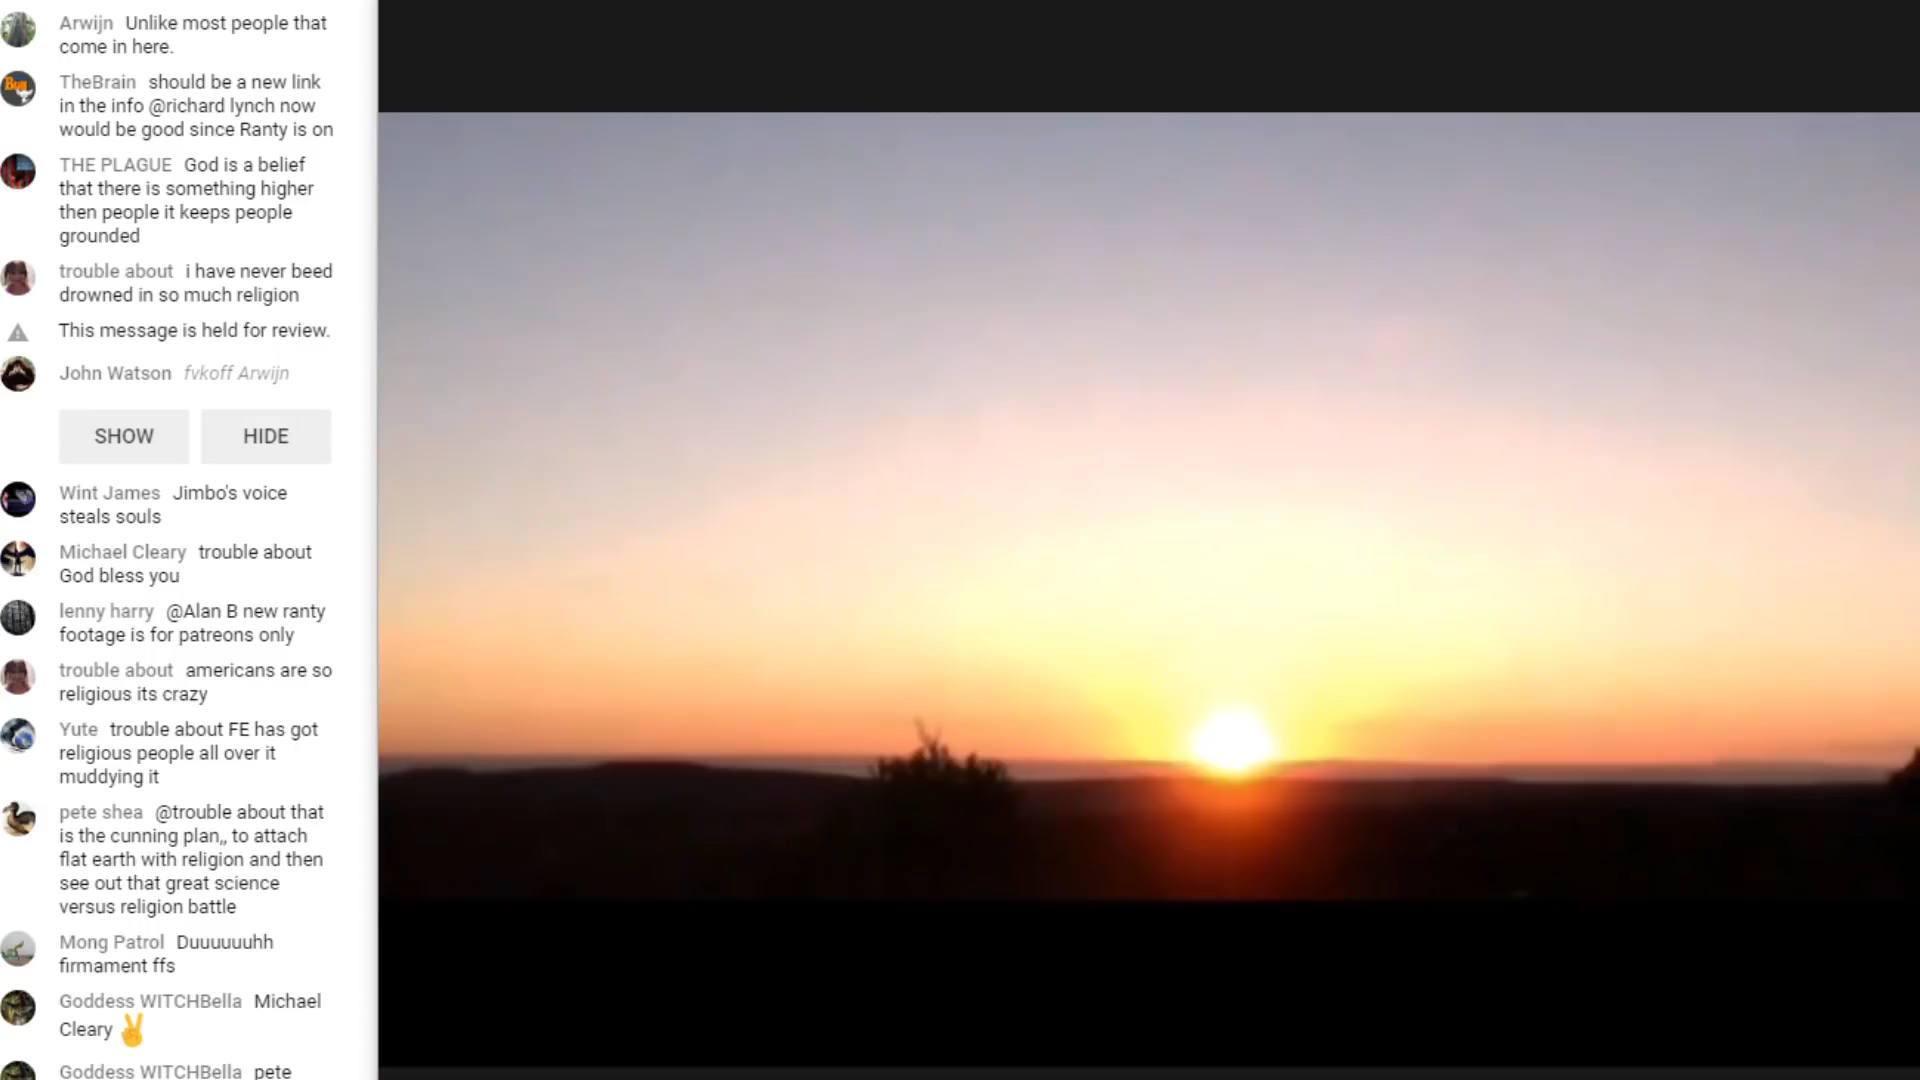 Arwijn Unlike most people that
come in here.
TheBrain should be a new link
in the info @richard lynch now
would be good since Ranty is on
THE PLAGUE God is a belief
that there is something higher
then people it keeps people
grounded
trouble about i have never beed
drowned in so much religion
This message is held for review.
John Watson fvkoff Arwijn
SHOW HIDE
Wint James Jimbo's voice
steals souls
Michael Cleary trouble about
God bless you
lenny harry @Alan B new ranty
footage is for patreons only
trouble about americans are so
religious its crazy
Yute trouble about FE has got
religious people all over it
muddying it
pete shea @trouble about that
is the cunning plan,, to attach
flat earth with religion and then
see out that great science
versus religion battle
Mong Patrol Duuuuuuhh
firmament ffs
Goddess WITCHBella Michael
Cleary ✌
Goddess WITCHBella pete